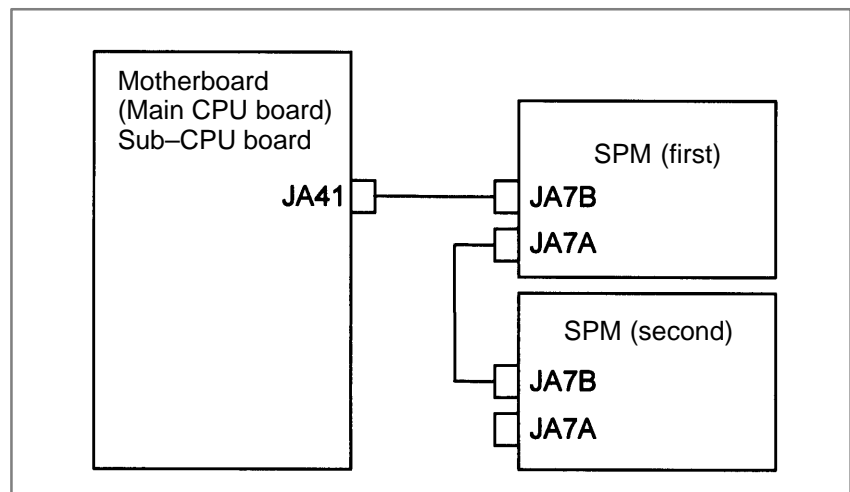 Motherboard
(Main CPU board)
Sub–CPU board
JA41
SPM (first)
JA7B
JA7A
SPM (second)
JA7B
JA7A